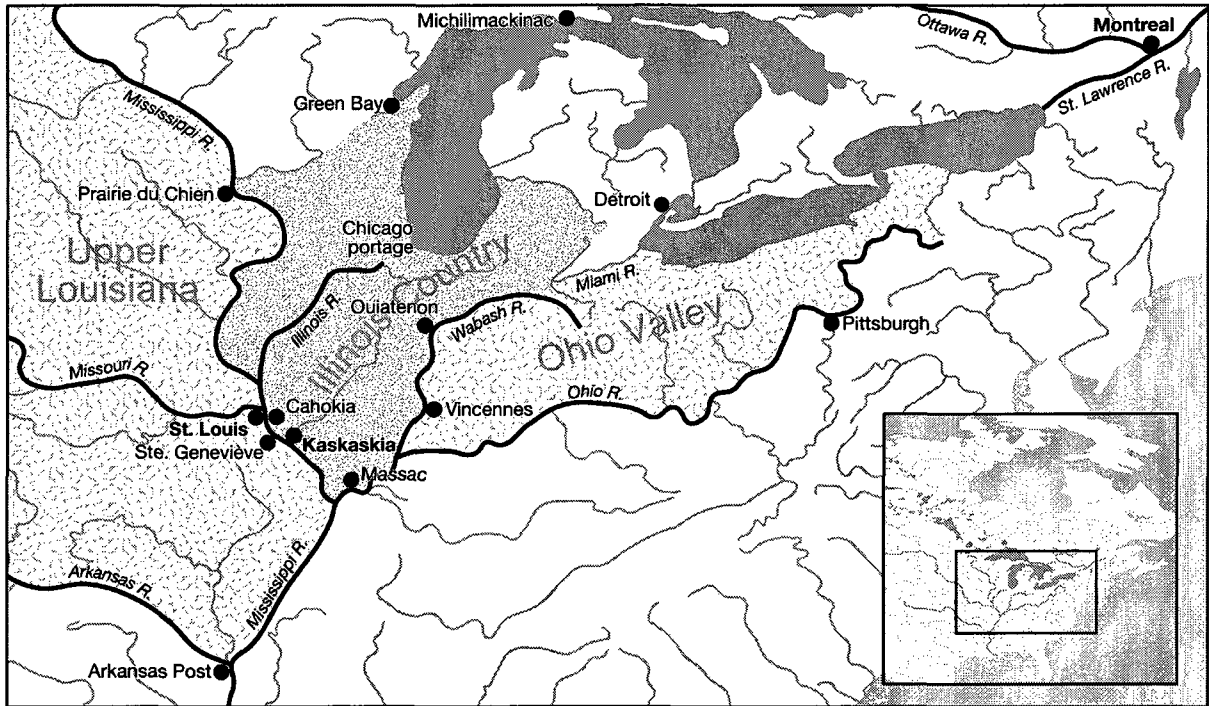 Michilimackinac
Ottawa R.
Montreal
St. Lawrence R.
Green Bay
Mississippi R.
Prairie du Chien
Detroit
Chicago
portage
Upper
Louisiana
Illinois Country
Miami R.
Illinois R.
Ouiatenon
Wabash R.
Ohio Valley
Pittsburgh
Missouri R.
Ohio R.
Cahokia
Vincennes
St. Louis
Kaskaskia
Ste. Geneviève
Massac
Arkansas R.
Mississippi R.
Arkansas Post